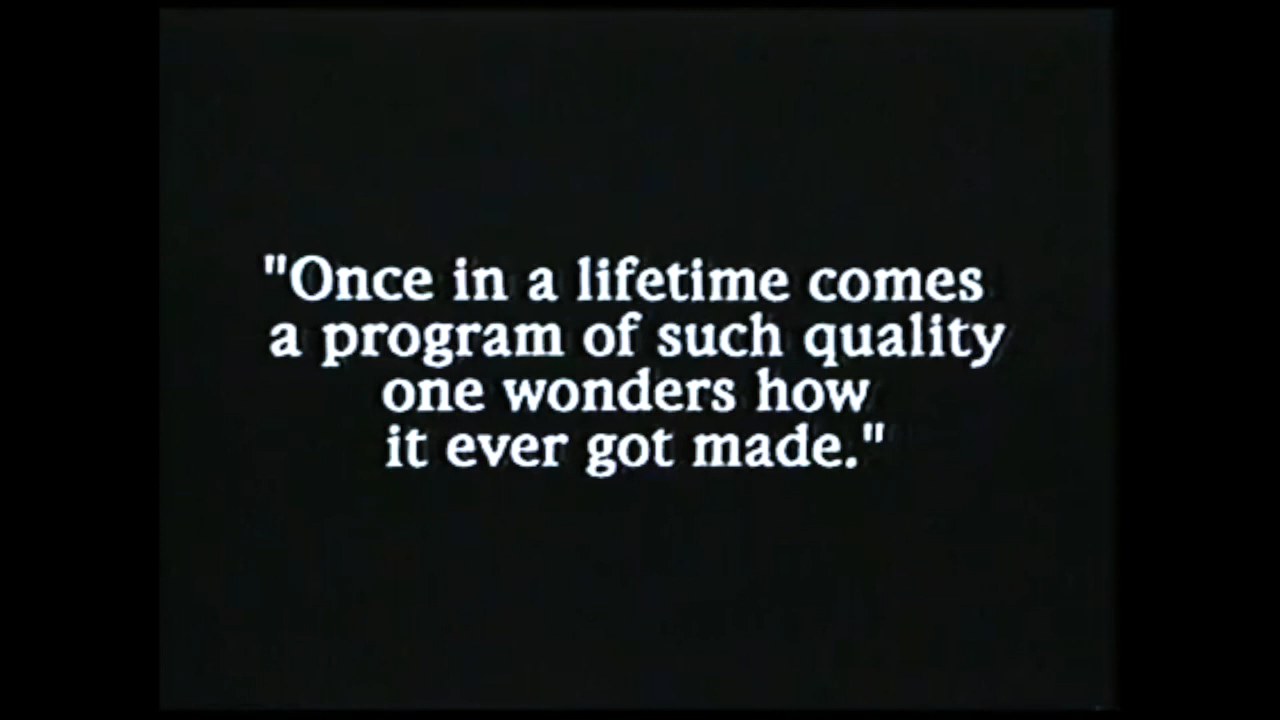 "Once in a lifetime comes
a program of such quality
one wonders how
it ever got made."